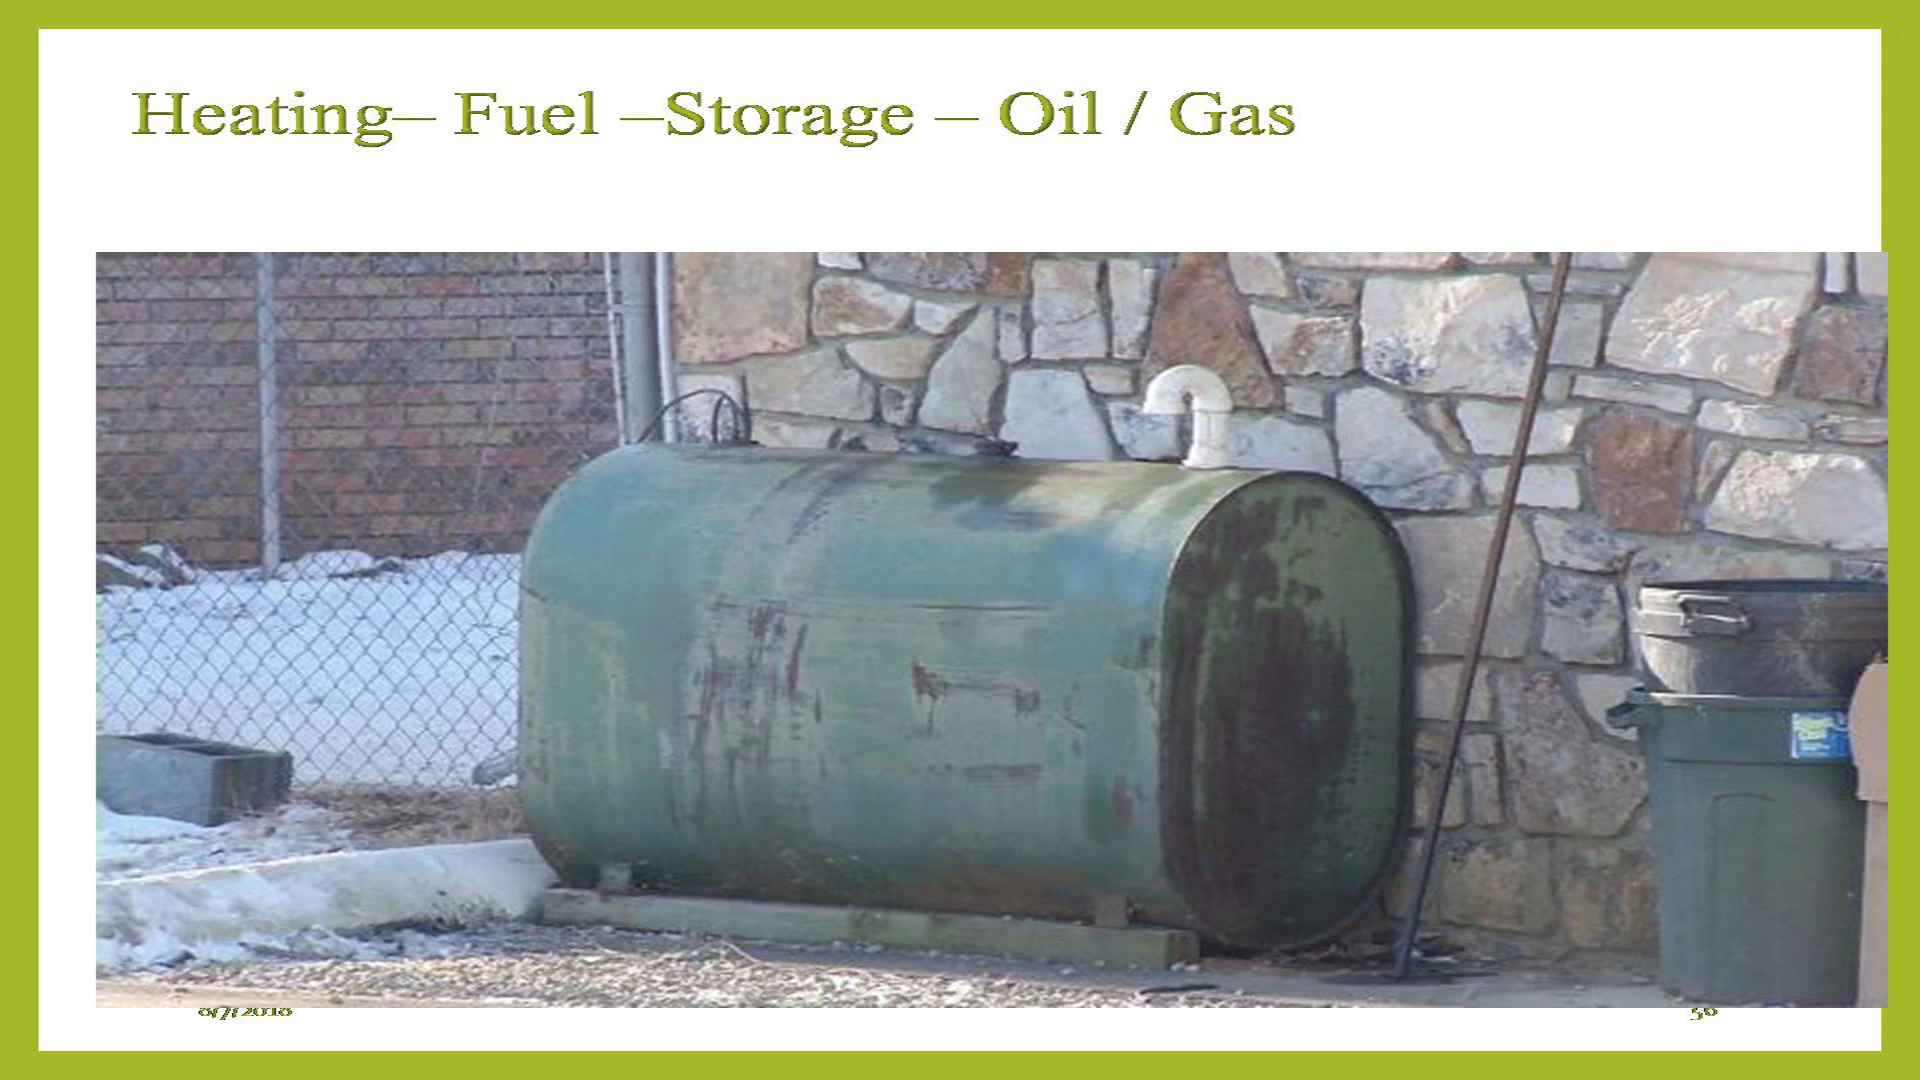 Heating– Fuel –Storage – Oil / Gas